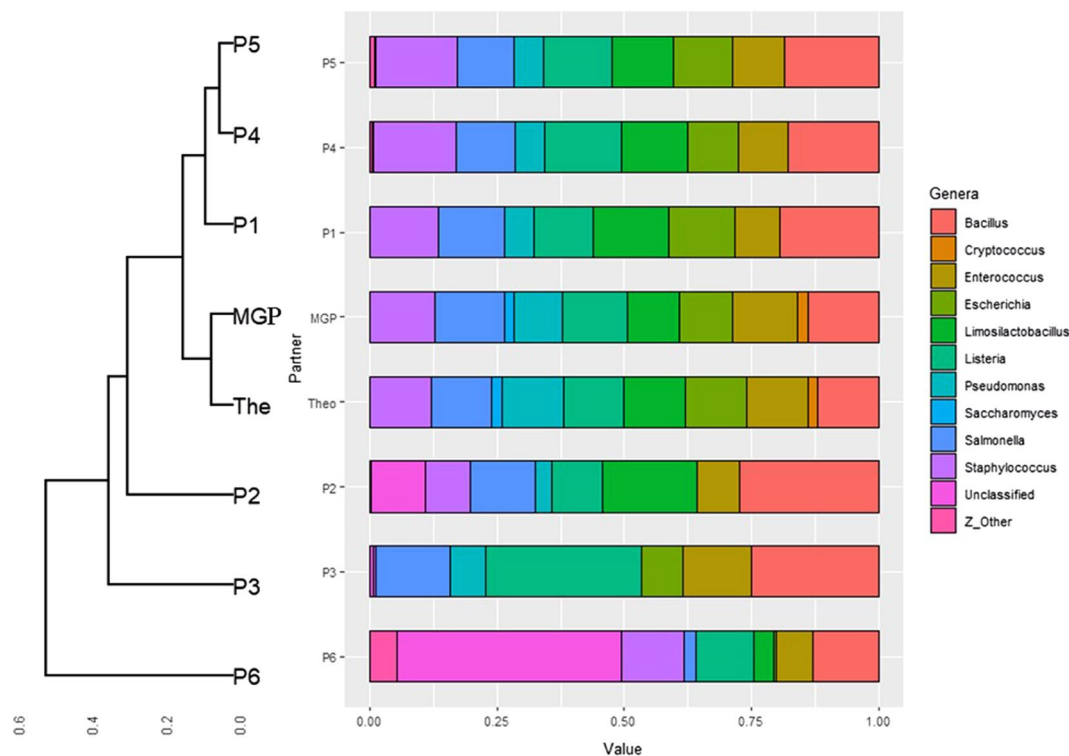 P5
P4
P1
MGP
The
P2
P3
P6
0.6
0.4
0.2
0.0
Partner
P5
P4
P1
MGP
Theo
P2
P3
P6
0.00
0.25
0.50
0.75
1.00
Value
Genera
Bacillus
Cryptococcus
Enterococcus
Escherichia
Limosilactobacillus
Listeria
Pseudomonas
Saccharomyces
Salmonella
Staphylococcus
Unclassified
Z_Other